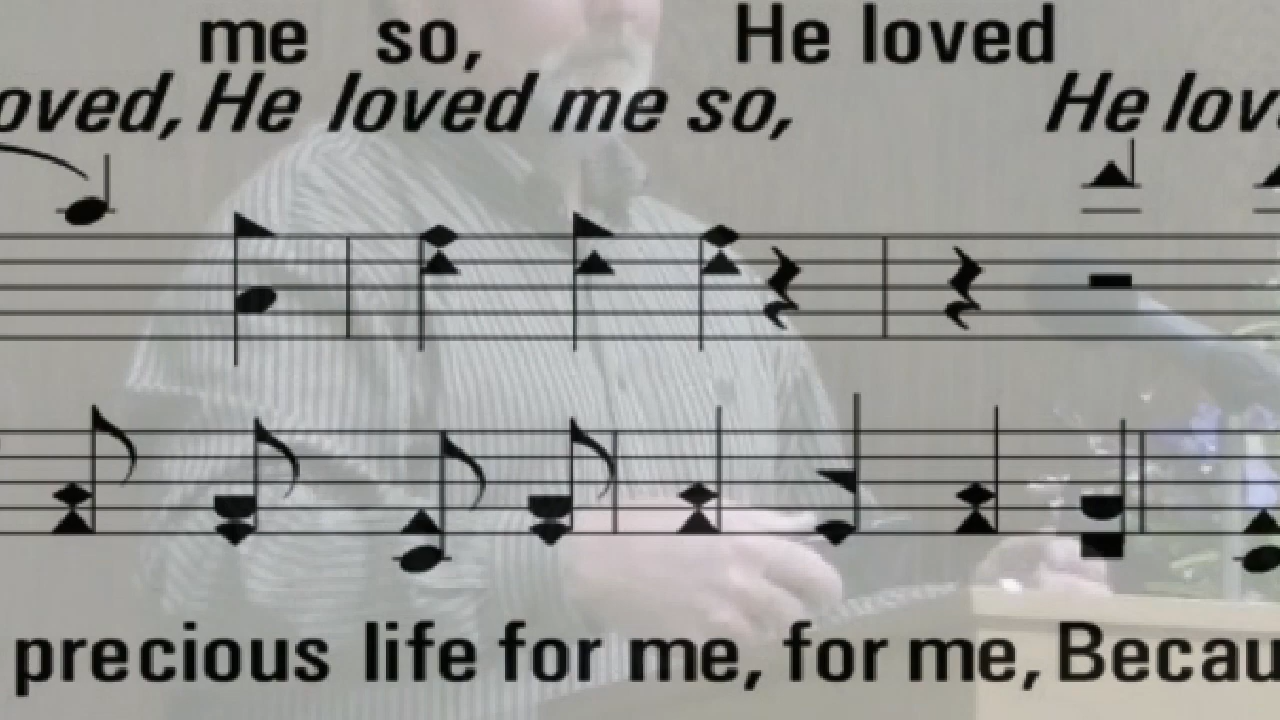 me so, He loved
oved, He loved me so, He lov
precious life for me, for me, Becau